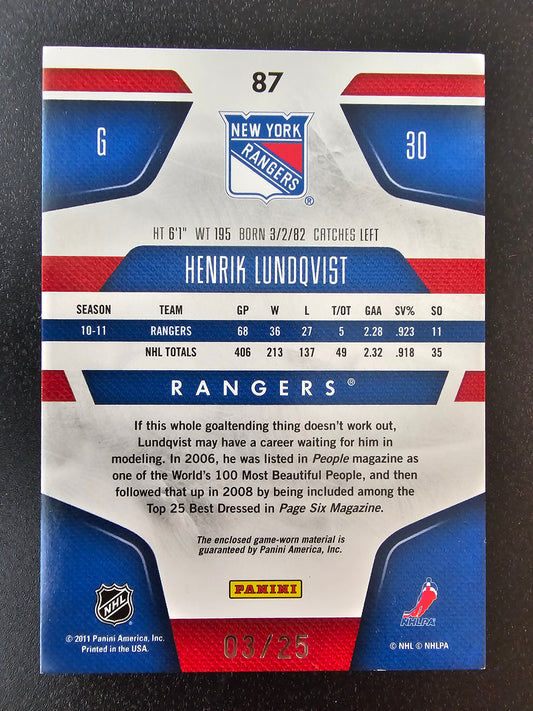 87
G
NEW YORK
RANGERS
®
30
HT 6'1" WT 195 BORN 3/2/82 CATCHES LEFT
HENRIK LUNDQVIST
SEASON TEAM GP W L T/OT GAA SV% SO
10-11 RANGERS 68 36 27 5 2.28 .923 11
NHL TOTALS 406 213 137 49 2.32 .918 35
RANGERS®
If this whole goaltending thing doesn't work out,
Lundqvist may have a career waiting for him in
modeling. In 2006, he was listed in People magazine as
one of the World's 100 Most Beautiful People, and then
followed that up in 2008 by being included among the
Top 25 Best Dressed in Page Six Magazine.
The enclosed game-worn material is
guaranteed by Panini America, Inc.
PANINI
NHL
NHLPA
© 2011 Panini America, Inc.
Printed in the USA.
03/25
© NHL © NHLPA